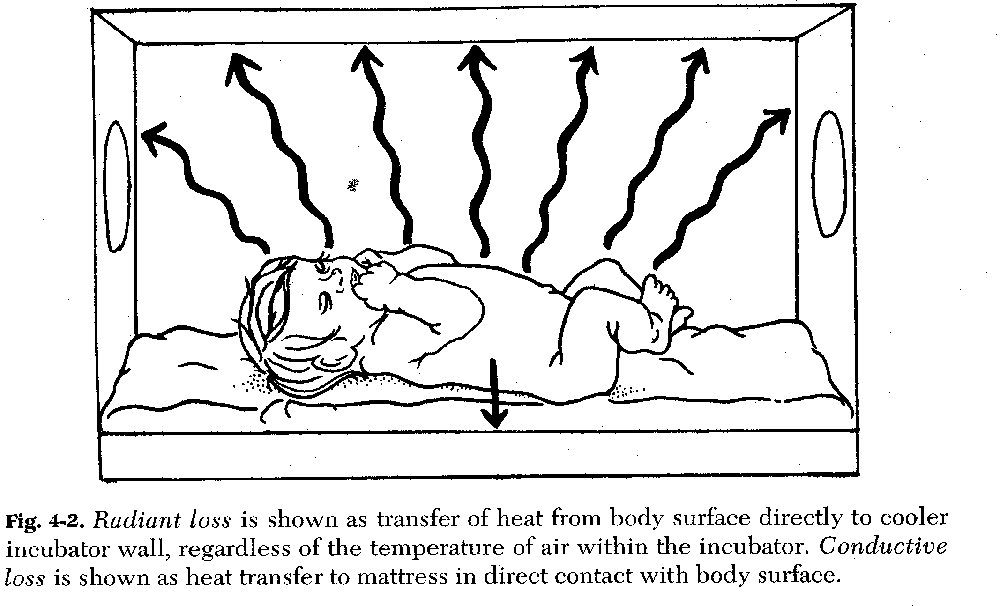 Fig. 4-2. Radiant loss is shown as transfer of heat from body surface directly to cooler
incubator wall, regardless of the temperature of air within the incubator. Conductive
loss is shown as heat transfer to mattress in direct contact with body surface.